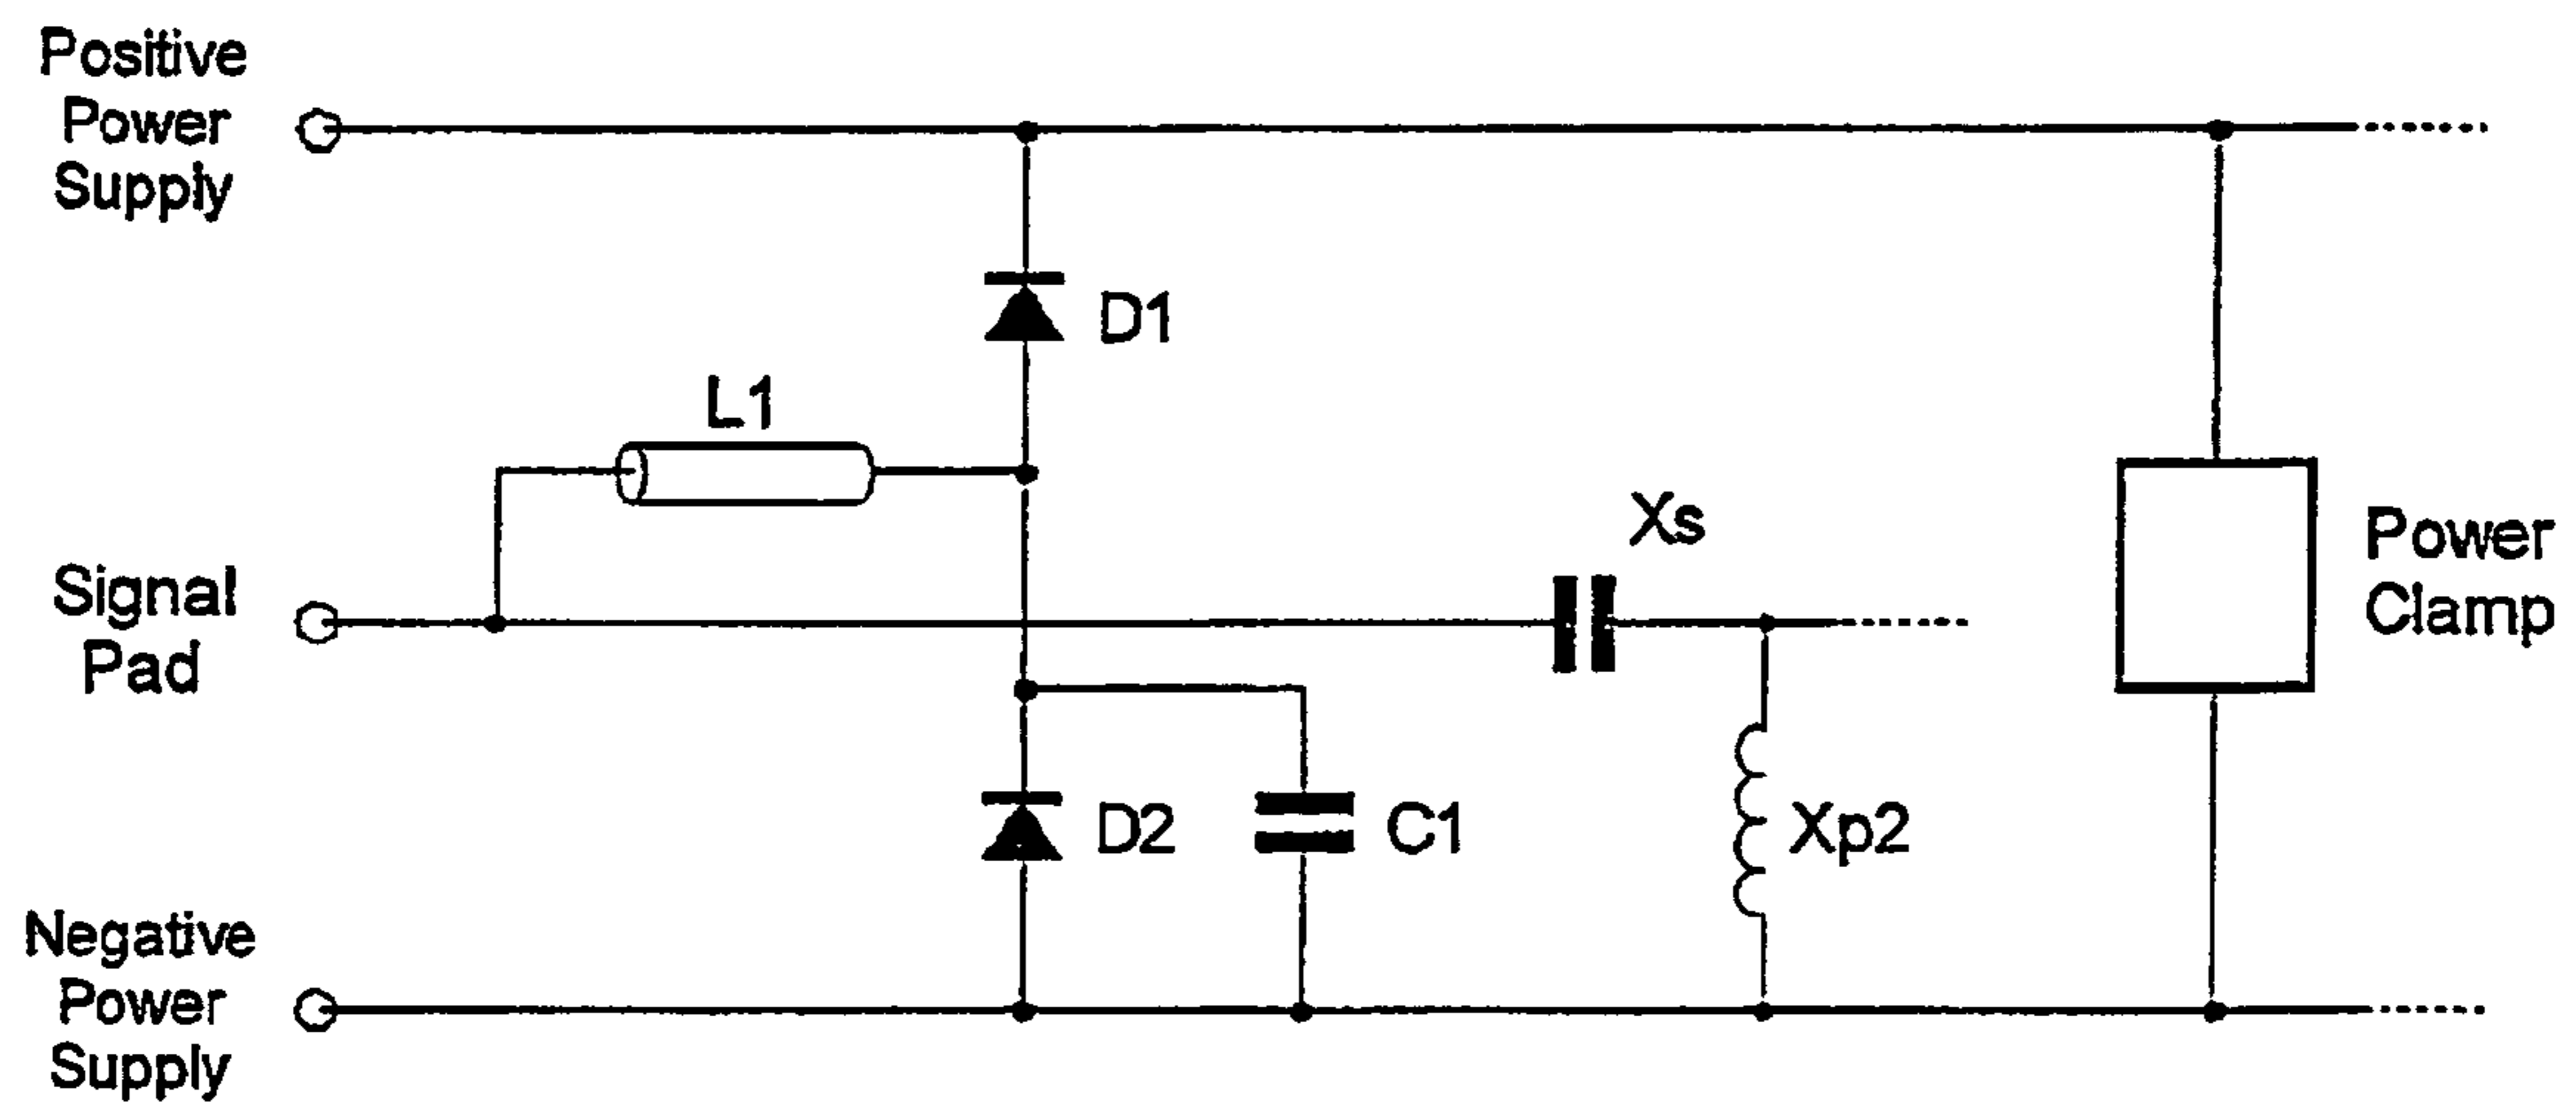 Positive
Power
Supply
D1
L1
Xs
Signal
Pad
Power
Clamp
D2
C1
Xp2
Negative
Power
Supply